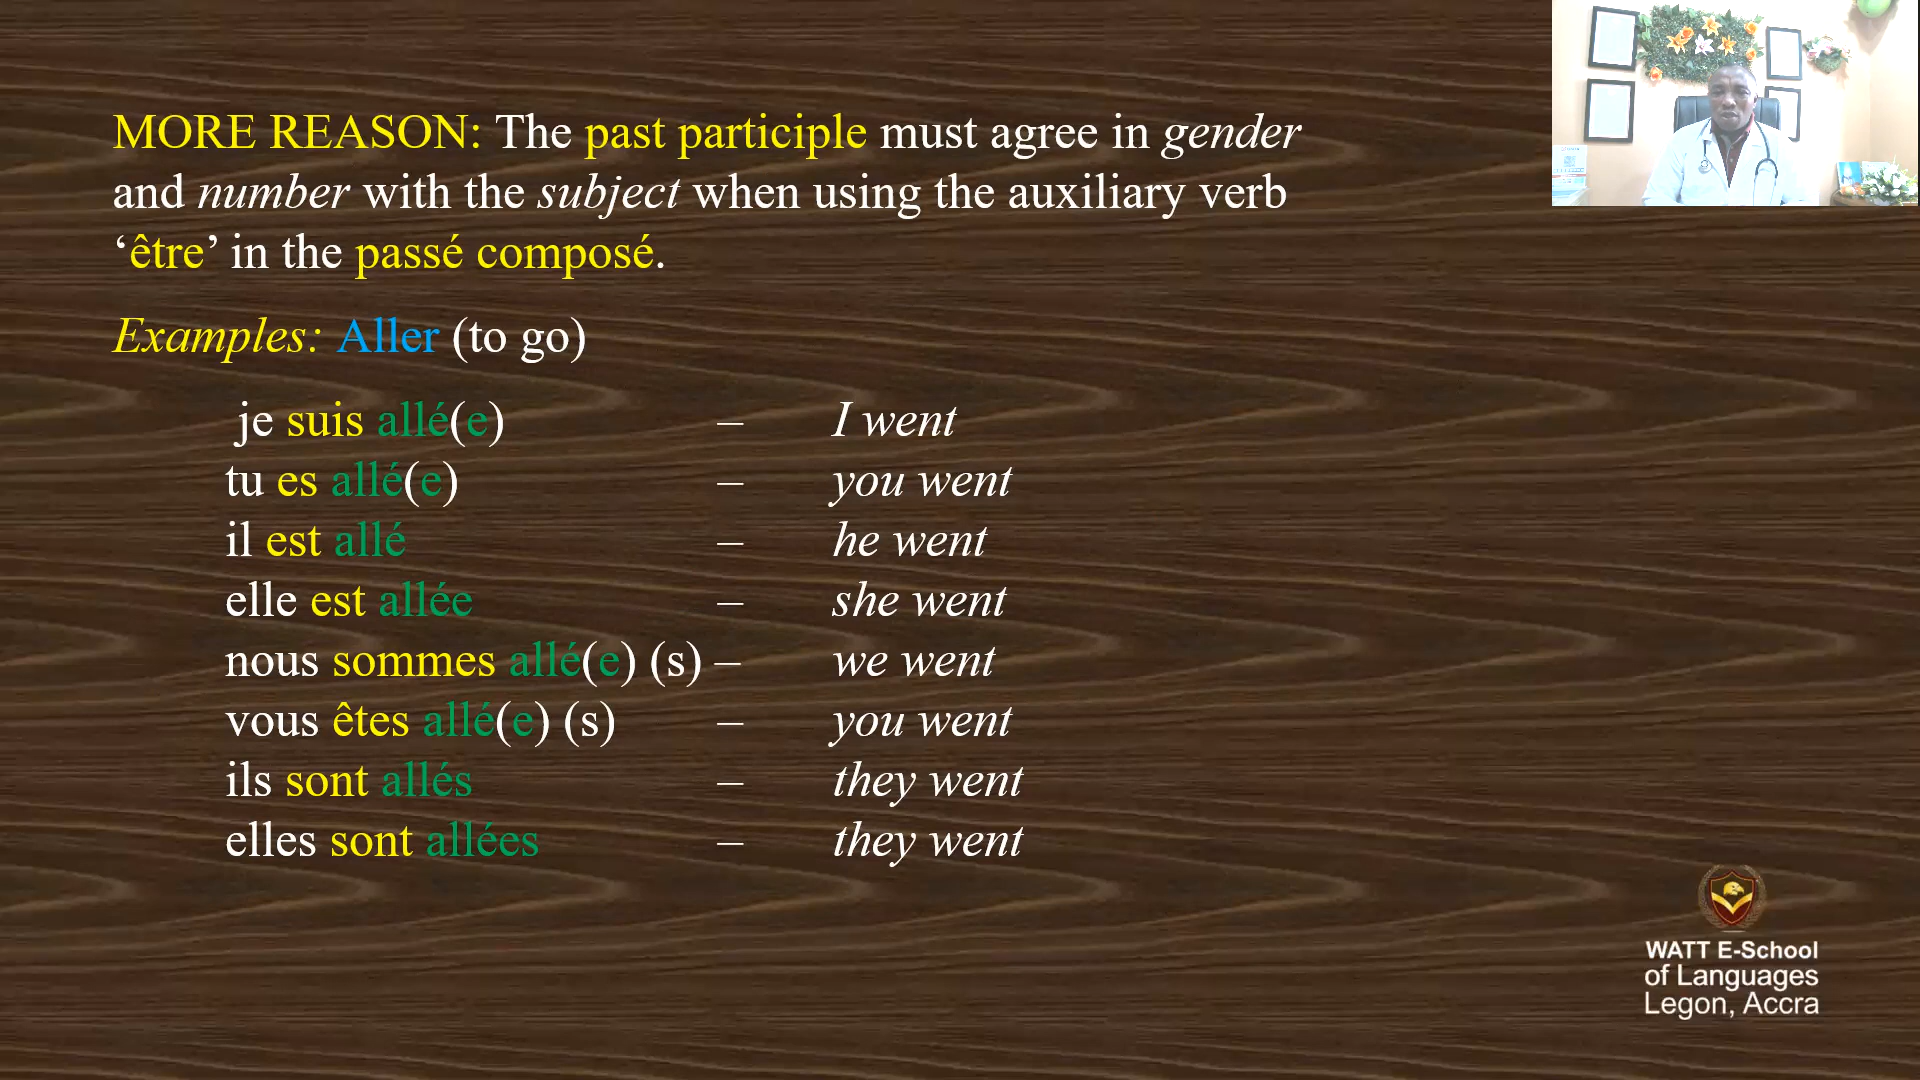 MORE REASON: The past participle must agree in gender
and number with the subject when using the auxiliary verb
‘être’ in the passé composé.
Examples: Aller (to go)
je suis allé(e) – I went
tu es allé(e) – you went
il est allé – he went
elle est allée – she went
nous sommes allé(e) (s) – we went
vous êtes allé(e) (s) – you went
ils sont allés – they went
elles sont allées – they went
WATT E-School
of Languages
Legon, Accra